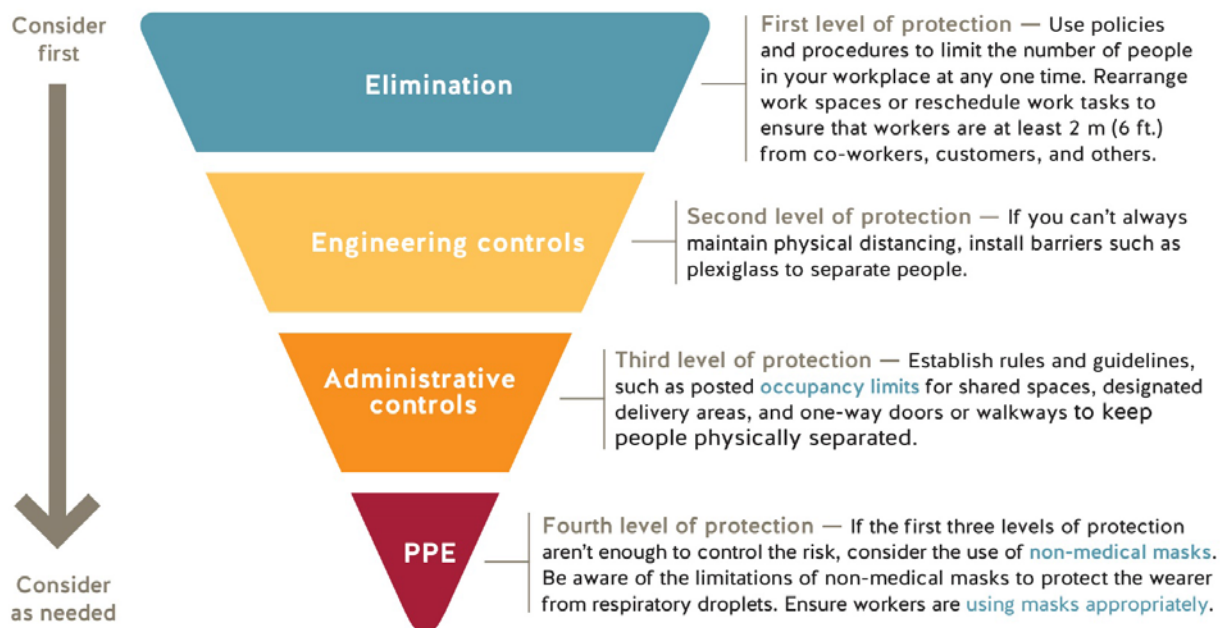 Consider
first
Elimination
First level of protection — Use policies
and procedures to limit the number of people
in your workplace at any one time. Rearrange
work spaces or reschedule work tasks to
ensure that workers are at least 2 m (6 ft.)
from co-workers, customers, and others.
Engineering controls
Second level of protection — If you can't always
maintain physical distancing, install barriers such as
plexiglass to separate people.
Administrative
controls
Third level of protection — Establish rules and guidelines,
such as posted occupancy limits for shared spaces, designated
delivery areas, and one-way doors or walkways to keep
people physically separated.
PPE
Fourth level of protection — If the first three levels of protection
aren't enough to control the risk, consider the use of non-medical masks.
Be aware of the limitations of non-medical masks to protect the wearer
from respiratory droplets. Ensure workers are using masks appropriately.
Consider
as needed